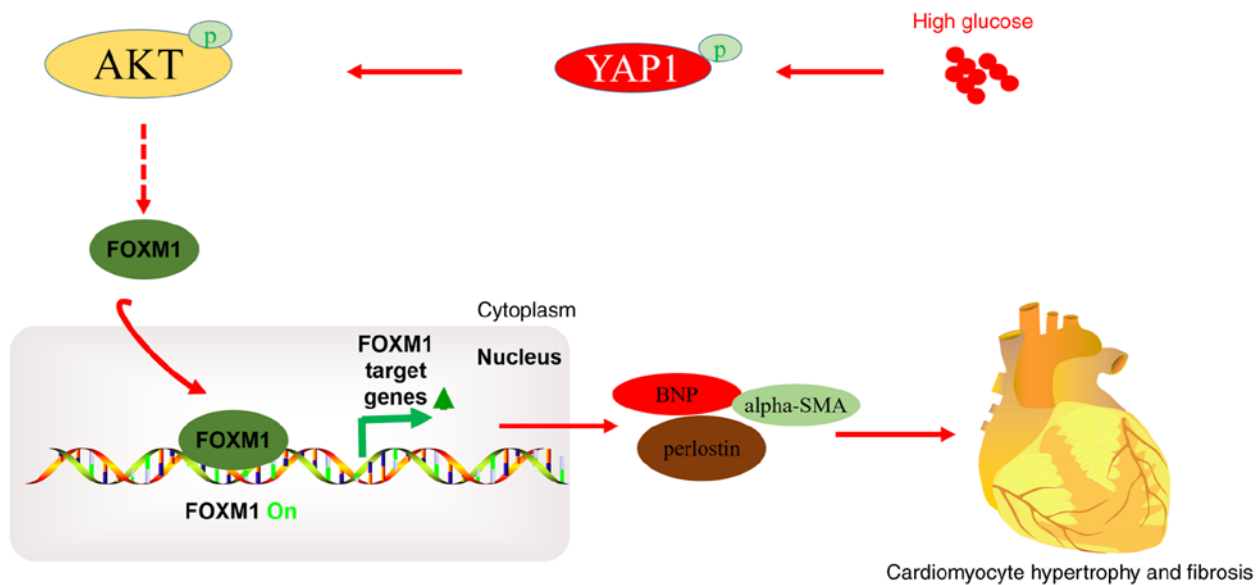 High glucose
AKT
p
YAP1
p
FOXM1
Cytoplasm
Nucleus
FOXM1
target
genes
FOXM1
FOXM1 On
BNP
alpha-SMA
perlostin
Cardiomyocyte hypertrophy and fibrosis